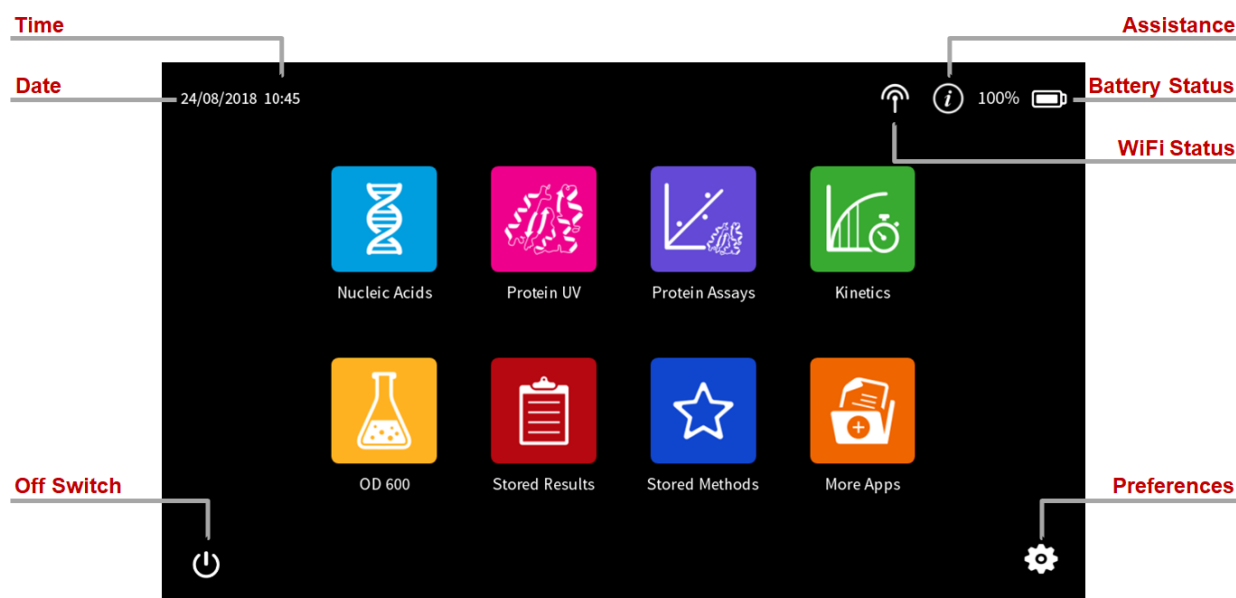 Time
Assistance
Date
24/08/2018 10:45
i
100%
Battery Status
WiFi Status
Nucleic Acids
Protein UV
Protein Assays
Kinetics
OD 600
Stored Results
Stored Methods
More Apps
Off Switch
Preferences